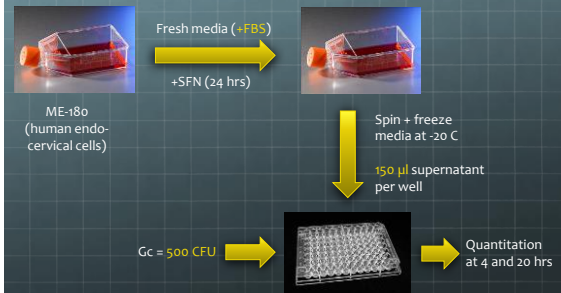 Fresh media (+FBS)
+SFN (24 hrs)
ME-180
(human endo-
cervical cells)
Spin + freeze
media at -20 C
150 µl supernatant
per well
Gc = 500 CFU
Quantitation
at 4 and 20 hrs